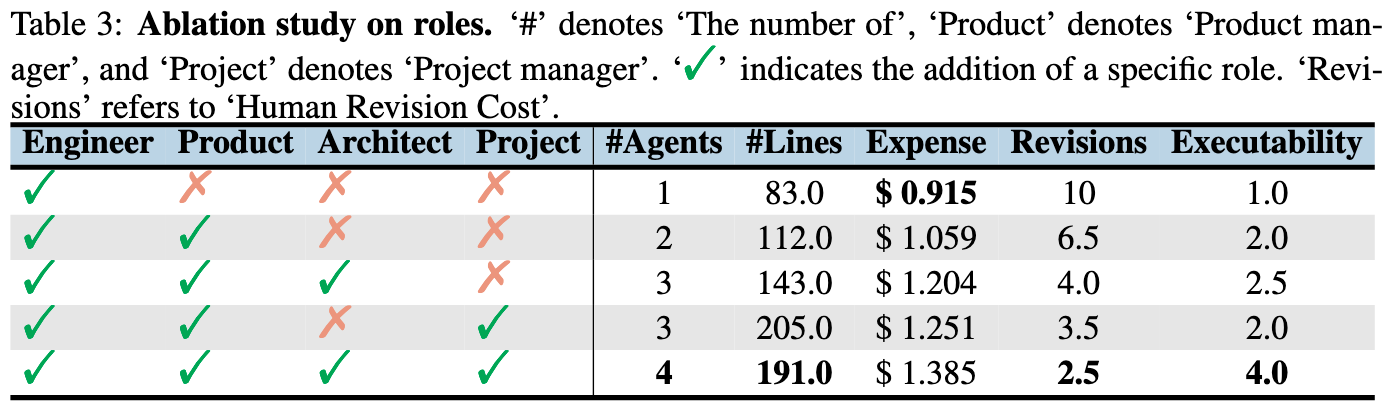 Table 3: Ablation study on roles. ‘#’ denotes ‘The number of’, ‘Product’ denotes ‘Product man-
ager’, and ‘Project’ denotes ‘Project manager’. ‘✓’ indicates the addition of a specific role. ‘Revi-
sions’ refers to ‘Human Revision Cost’.
Engineer Product Architect Project #Agents #Lines Expense Revisions Executability
✓ ✗ ✗ ✗ 1 83.0 $ 0.915 10 1.0
✓ ✓ ✗ ✗ 2 112.0 $ 1.059 6.5 2.0
✓ ✓ ✓ ✗ 3 143.0 $ 1.204 4.0 2.5
✓ ✓ ✗ ✓ 3 205.0 $ 1.251 3.5 2.0
✓ ✓ ✓ ✓ 4 191.0 $ 1.385 2.5 4.0